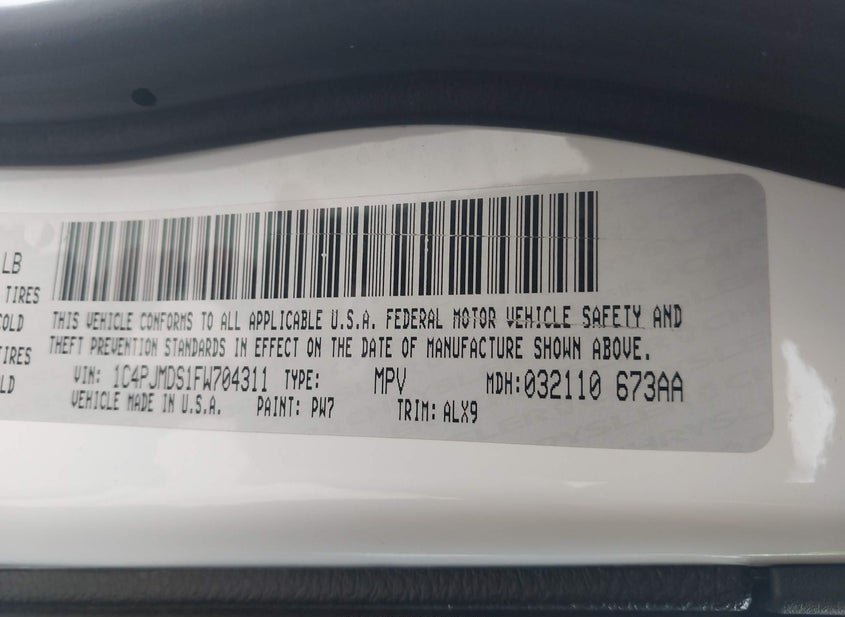 LB
TIRES
COLD
TIRES
LD
THIS VEHICLE CONFORMS TO ALL APPLICABLE U.S.A. FEDERAL MOTOR VEHICLE SAFETY AND
THEFT PREVENTION STANDARDS IN EFFECT ON THE DATE OF MANUFACTURE SHOWN ABOVE.
VIN: 1C4PJMDS1FW704311 TYPE: MPV MDH: 032110 673AA
VEHICLE MADE IN U.S.A. PAINT: PW7 TRIM: ALX9